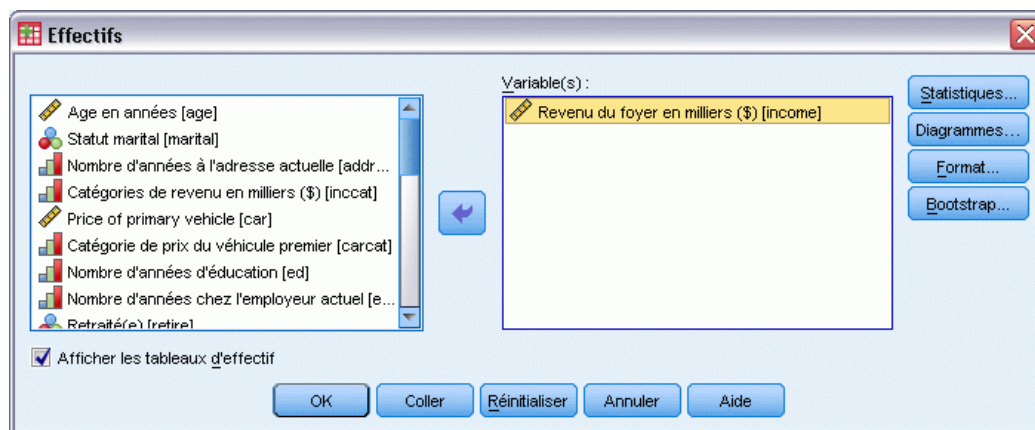 Effectifs
Age en années [age]
Statut marital [marital]
Nombre d'années à l'adresse actuelle [addr...
Catégories de revenu en milliers ($) [inccat]
Price of primary vehicle [car]
Catégorie de prix du véhicule premier [carcat]
Nombre d'années d'éducation [ed]
Nombre d'années chez l'employeur actuel [e...
Retraité(e) [retire]
Variable(s) :
Revenu du foyer en milliers ($) [income]
Statistiques...
Diagrammes...
Format...
Bootstrap...
Afficher les tableaux d'effectif
OK Coller Réinitialiser Annuler Aide